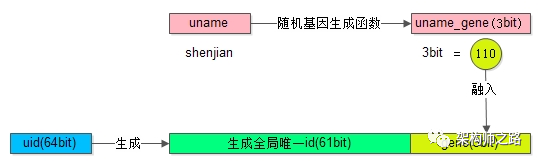 uname
随机基因生成函数
uname_gene(3bit)
shenjian
3bit =
110
融入
uid(64bit)
生成
生成全局唯一id(61bit)
架构师之路